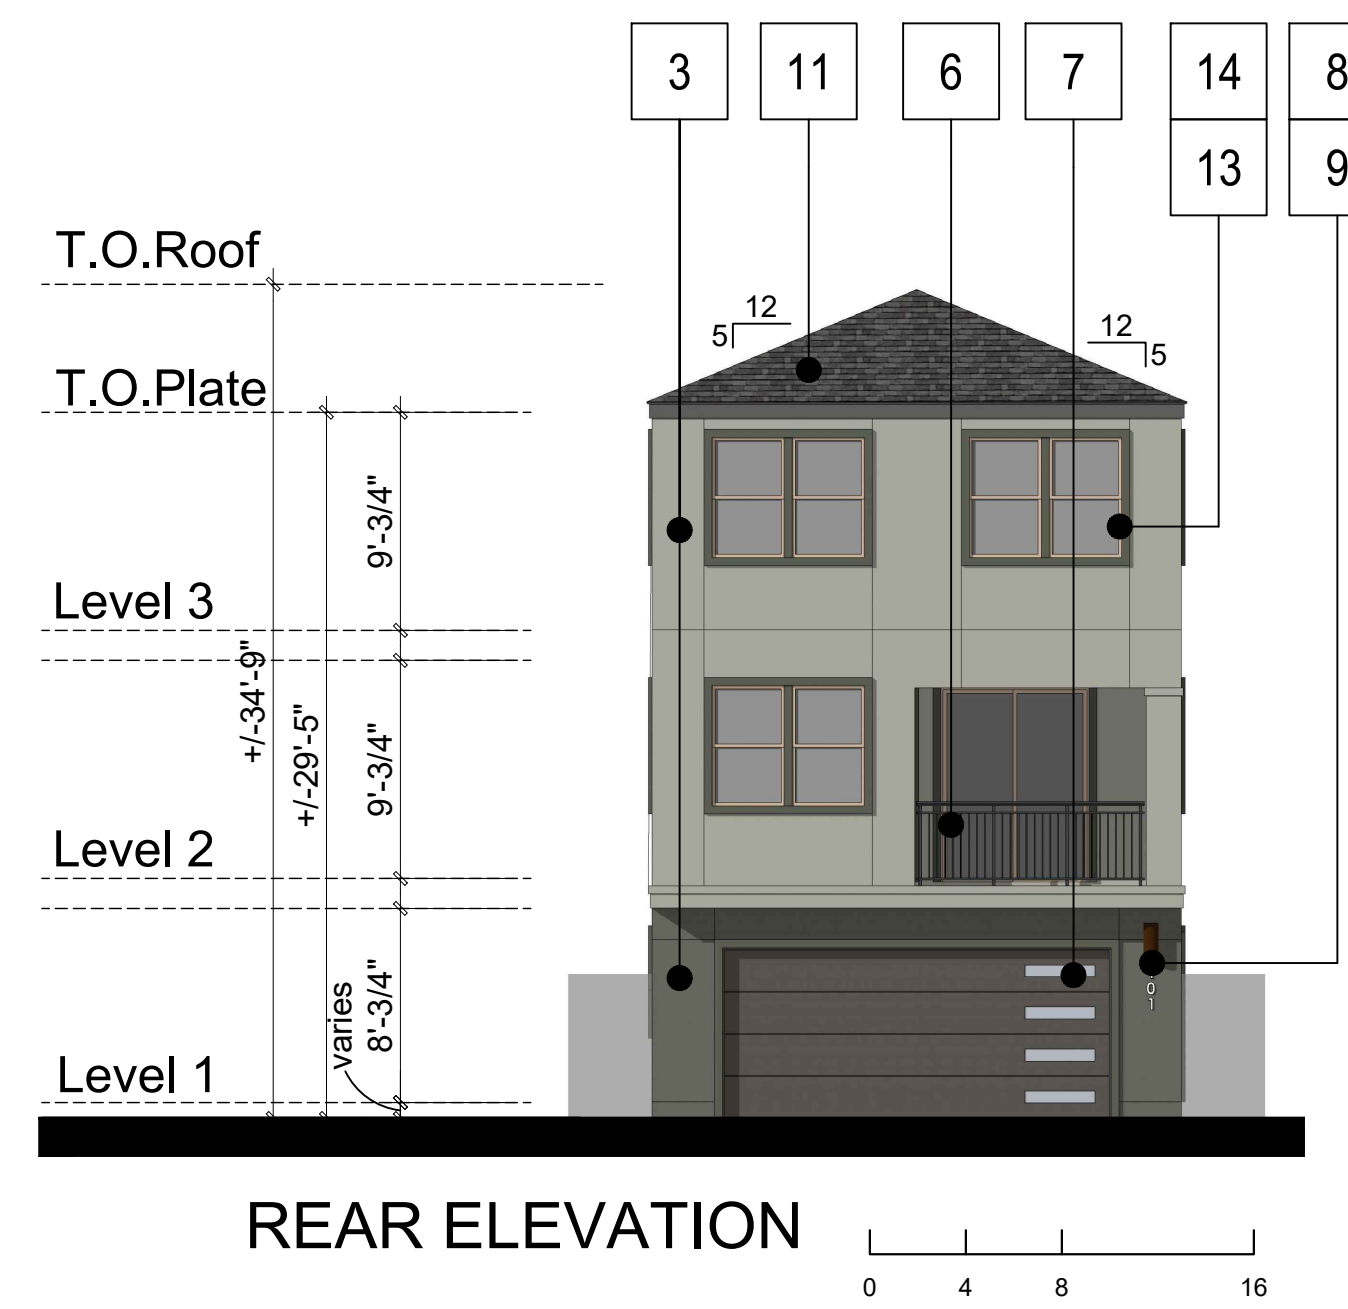 3 11 6 7 14 8
13 9
T.O.Roof
12
5
12
5
T.O.Plate
9'-3/4"
Level 3
+/-34'-9"
+/-29'-5"
9'-3/4"
Level 2
varies
8'-3/4"
0
1
Level 1
REAR ELEVATION
0 4 8 16